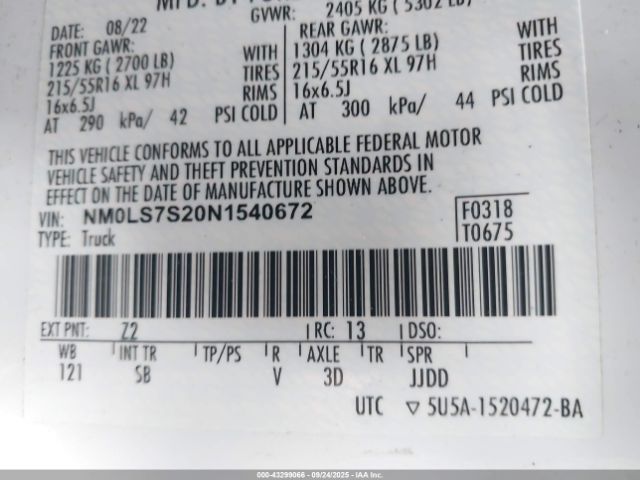 MFD. BY FORD
DATE: 08/22 GVWR: 2405 KG ( 5302 LB)
FRONT GAWR: WITH REAR GAWR: WITH
1225 KG ( 2700 LB) TIRES 1304 KG ( 2875 LB) TIRES
215/55R16 XL 97H RIMS 215/55R16 XL 97H RIMS
16x6.5J 16x6.5J
AT 290 kPa/ 42 PSI COLD AT 300 kPa/ 44 PSI COLD
THIS VEHICLE CONFORMS TO ALL APPLICABLE FEDERAL MOTOR
VEHICLE SAFETY AND THEFT PREVENTION STANDARDS IN
EFFECT ON THE DATE OF MANUFACTURE SHOWN ABOVE.
VIN: NM0LS7S20N1540672 F0318
TYPE: Truck T0675
EXT PNT: Z2 RC: 13 DSO:
WB INT TR TP/PS R AXLE TR SPR
121 SB V 3D JJDD
UTC ▽ 5U5A-1520472-BA
000-43299066 - 09/24/2025 - IAA Inc.